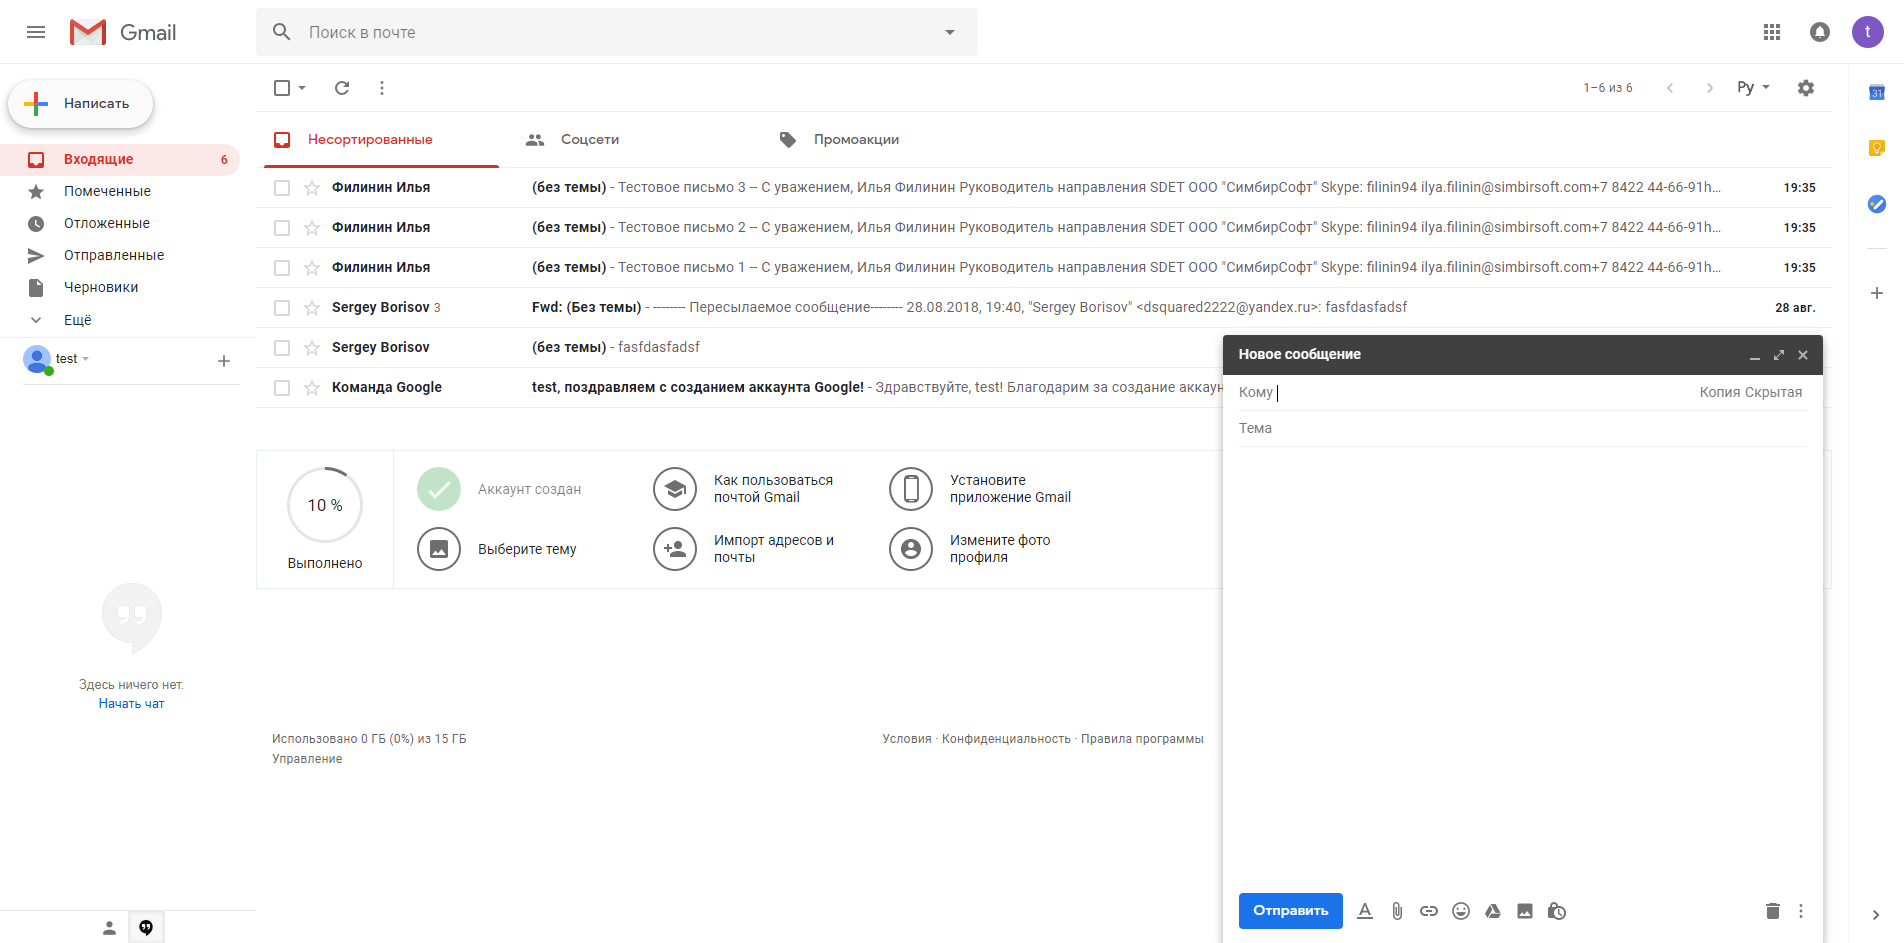 Gmail
Поиск в почте
t
Написать
1–6 из 6
Ру
31
Входящие 6
Помеченные
Отложенные
Отправленные
Черновики
Ещё
test
Несортированные
Соцсети
Промоакции
Филинин Илья (без темы) - Тестовое письмо 3 -- С уважением, Илья Филинин Руководитель направления SDET ООО "СимбирСофт" Skype: filinin94 ilya.filinin@simbirsoft.com+7 8422 44-66-91h... 19:35
Филинин Илья (без темы) - Тестовое письмо 2 -- С уважением, Илья Филинин Руководитель направления SDET ООО "СимбирСофт" Skype: filinin94 ilya.filinin@simbirsoft.com+7 8422 44-66-91h... 19:35
Филинин Илья (без темы) - Тестовое письмо 1 -- С уважением, Илья Филинин Руководитель направления SDET ООО "СимбирСофт" Skype: filinin94 ilya.filinin@simbirsoft.com+7 8422 44-66-91h... 19:35
Sergey Borisov 3 Fwd: (Без темы) - -------- Пересылаемое сообщение-------- 28.08.2018, 19:40, "Sergey Borisov" <dsquared2222@yandex.ru>: fasfdasfadsf 28 авг.
Sergey Borisov (без темы) - fasfdasfadsf
Команда Google test, поздравляем с созданием аккаунта Google! - Здравствуйте, test! Благодарим за создание аккаун
10 %
Выполнено
Аккаунт создан
Как пользоваться
почтой Gmail
Установите
приложение Gmail
Выберите тему
Импорт адресов и
почты
Измените фото
профиля
Здесь ничего нет.
Начать чат
Использовано 0 ГБ (0%) из 15 ГБ
Управление
Условия · Конфиденциальность · Правила программы
Новое сообщение
Кому Копия Скрытая
Тема
Отправить